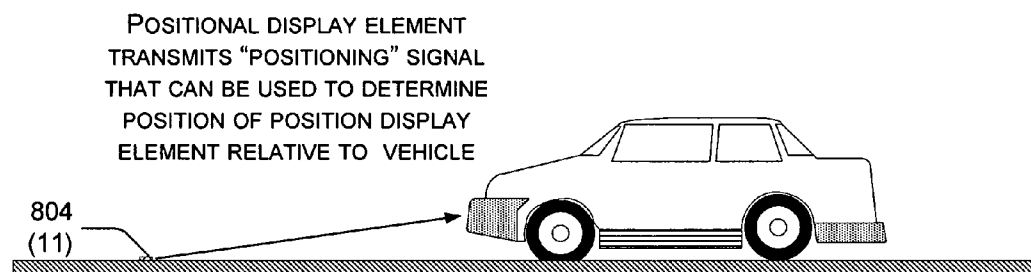 POSITIONAL DISPLAY ELEMENT
TRANSMITS “POSITIONING” SIGNAL
THAT CAN BE USED TO DETERMINE
POSITION OF POSITION DISPLAY
ELEMENT RELATIVE TO VEHICLE
804
(11)